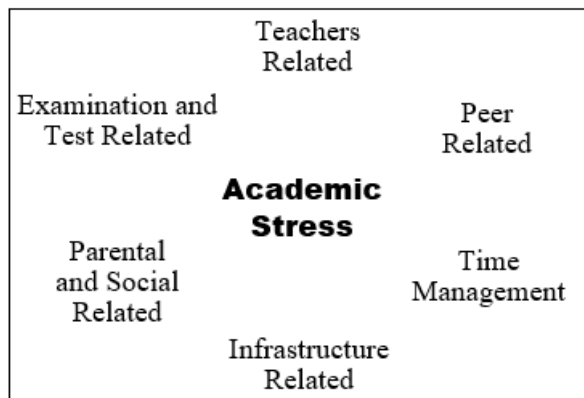 Teachers
Related
Examination and
Test Related
Peer
Related
Academic
Stress
Parental
and Social
Related
Time
Management
Infrastructure
Related